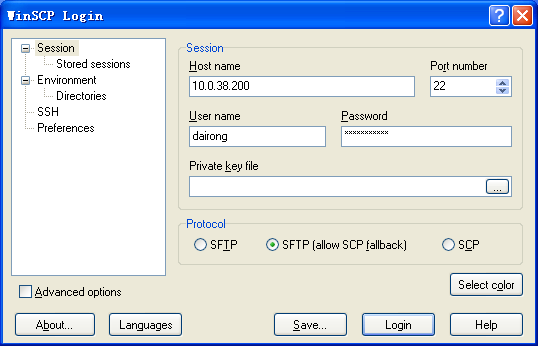 WinSCP Login
Session
Stored sessions
Environment
Directories
SSH
Preferences
Session
Host name
Port number
10.0.38.200
22
User name
Password
dairong
***********
Private key file
...
Protocol
SFTP
SFTP (allow SCP fallback)
SCP
Advanced options
Select color
About...
Languages
Save...
Login
Help